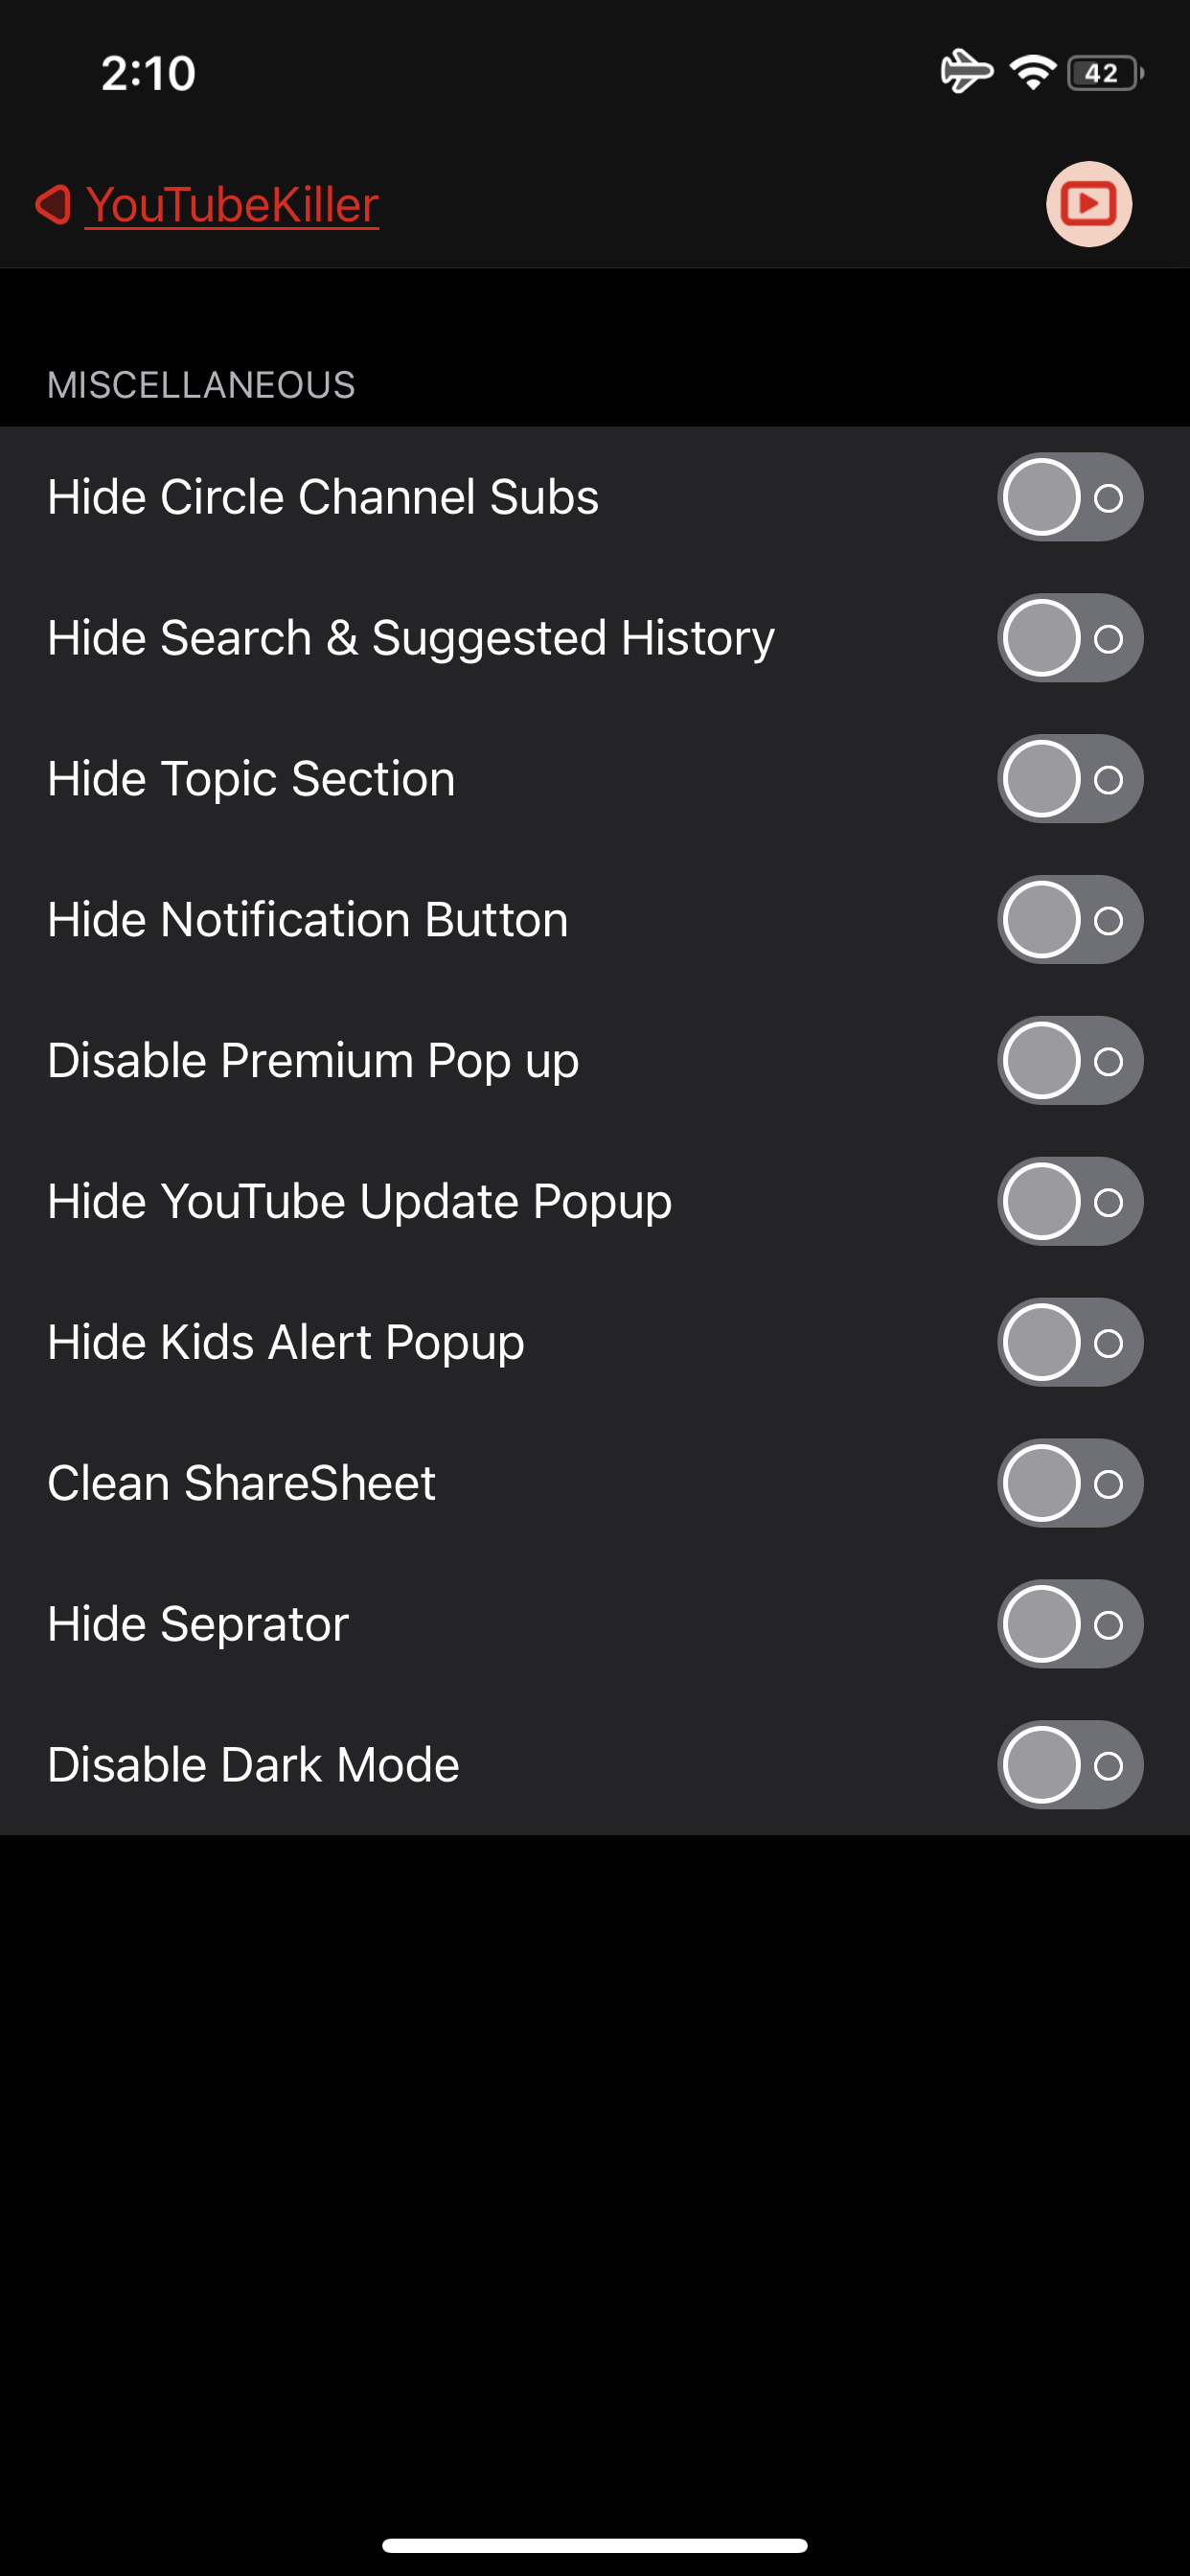 2:10
42
YouTubeKiller
MISCELLANEOUS
Hide Circle Channel Subs
Hide Search & Suggested History
Hide Topic Section
Hide Notification Button
Disable Premium Pop up
Hide YouTube Update Popup
Hide Kids Alert Popup
Clean ShareSheet
Hide Seprator
Disable Dark Mode